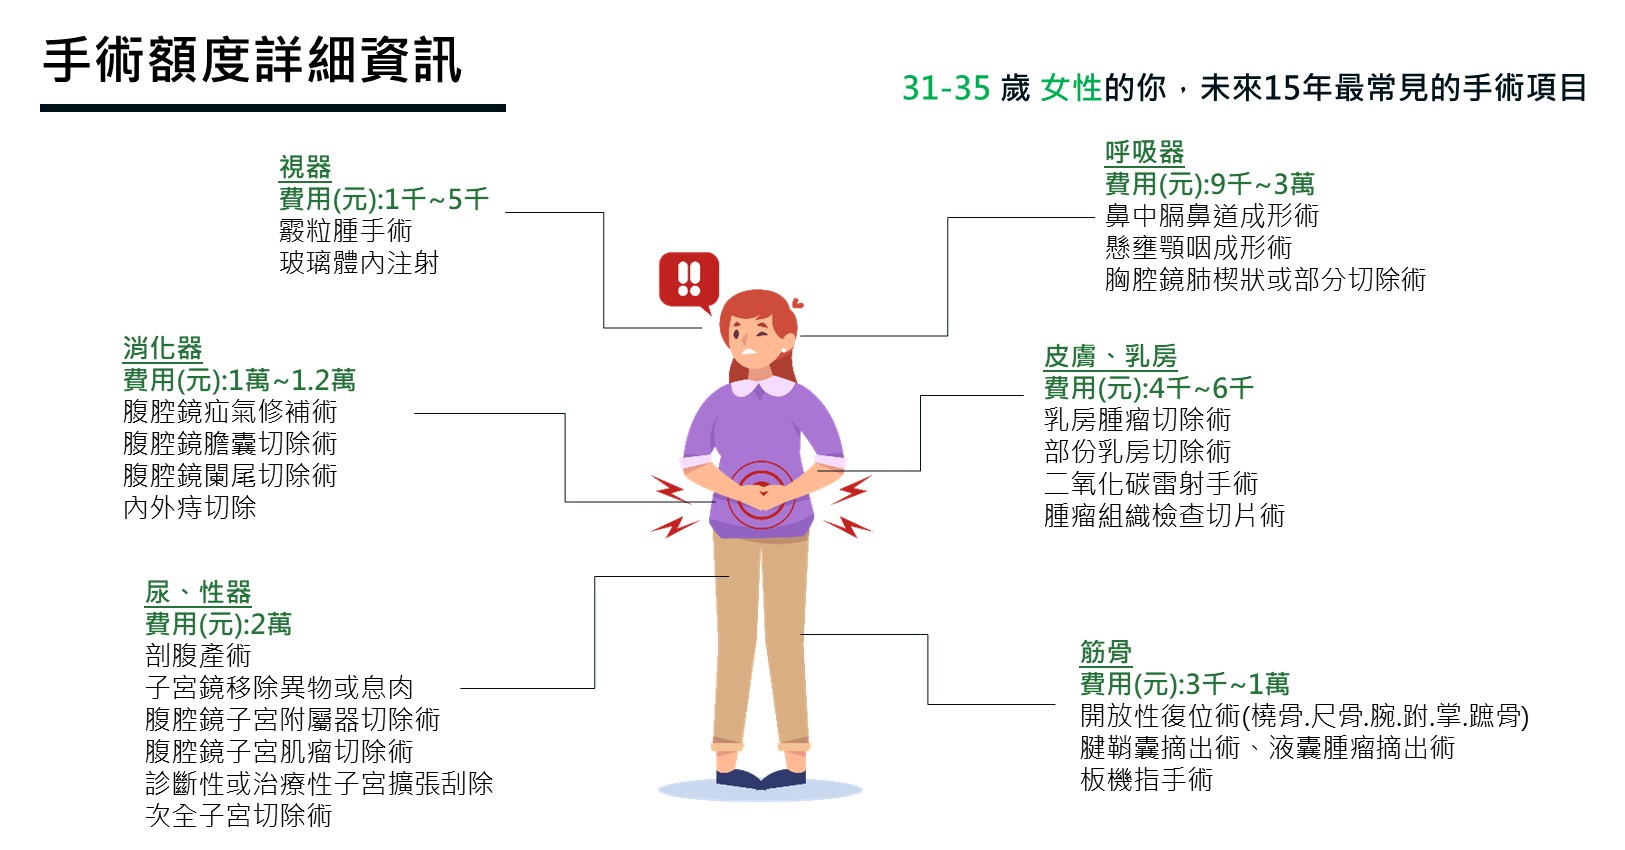 手術額度詳細資訊
31-35 歲 女性的你，未來15年最常見的手術項目
視器
費用(元):1千~5千
霰粒腫手術
玻璃體內注射
呼吸器
費用(元):9千~3萬
鼻中膈鼻道成形術
懸壅顎咽成形術
胸腔鏡肺楔狀或部分切除術
消化器
費用(元):1萬~1.2萬
腹腔鏡疝氣修補術
腹腔鏡膽囊切除術
腹腔鏡闌尾切除術
內外痔切除
皮膚、乳房
費用(元):4千~6千
乳房腫瘤切除術
部份乳房切除術
二氧化碳雷射手術
腫瘤組織檢查切片術
尿、性器
費用(元):2萬
剖腹產術
子宮鏡移除異物或息肉
腹腔鏡子宮附屬器切除術
腹腔鏡子宮肌瘤切除術
診斷性或治療性子宮擴張刮除
次全子宮切除術
筋骨
費用(元):3千~1萬
開放性復位術(橈骨.尺骨.腕.跗.掌.蹠骨)
腱鞘囊摘出術、液囊腫瘤摘出術
板機指手術